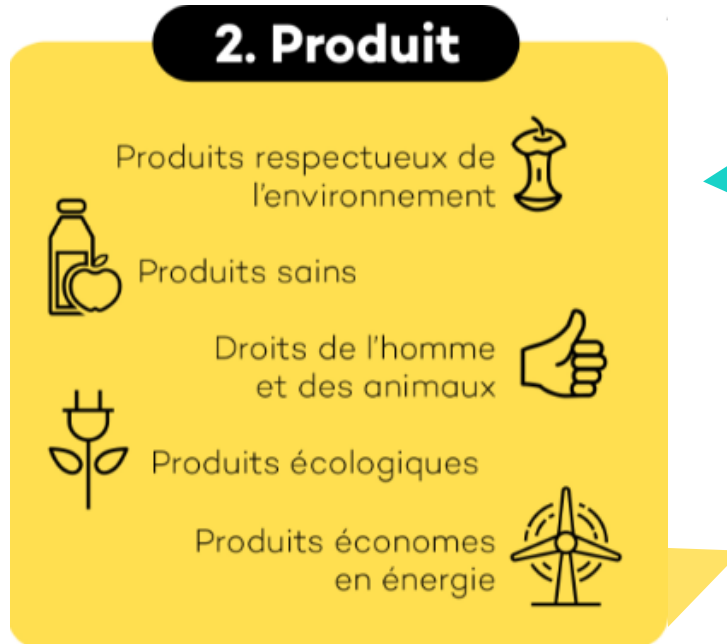 2. Produit
Produits respectueux de
l'environnement
Produits sains
Droits de l'homme
et des animaux
Produits écologiques
Produits économes
en énergie